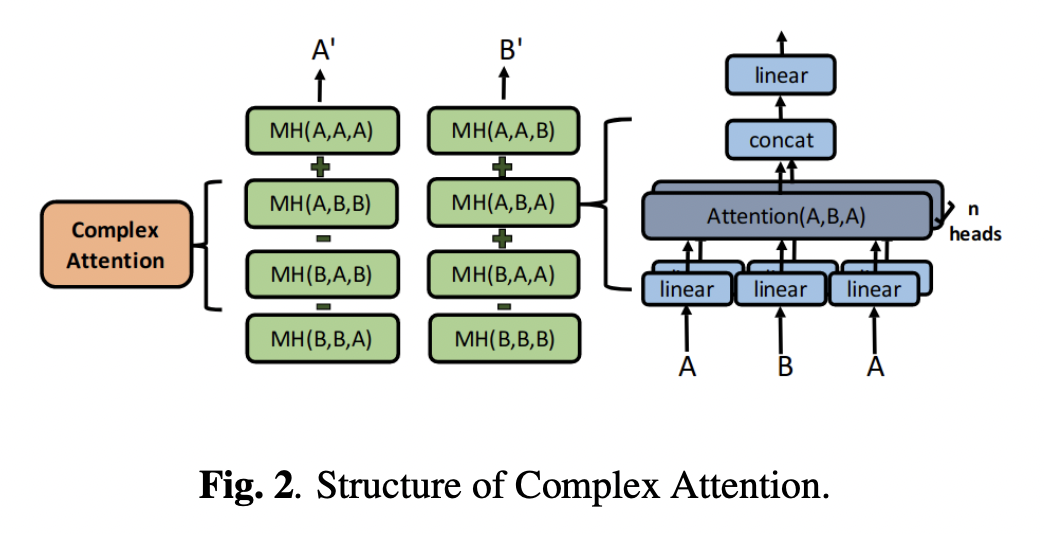 Complex
Attention
A'
MH(A,A,A)
+
MH(A,B,B)
-
MH(B,A,B)
-
MH(B,B,A)
B'
MH(A,A,B)
+
MH(A,B,A)
+
MH(B,A,A)
-
MH(B,B,B)
linear
concat
Attention(A,B,A)
n
heads
linear linear linear
A B A
Fig. 2. Structure of Complex Attention.